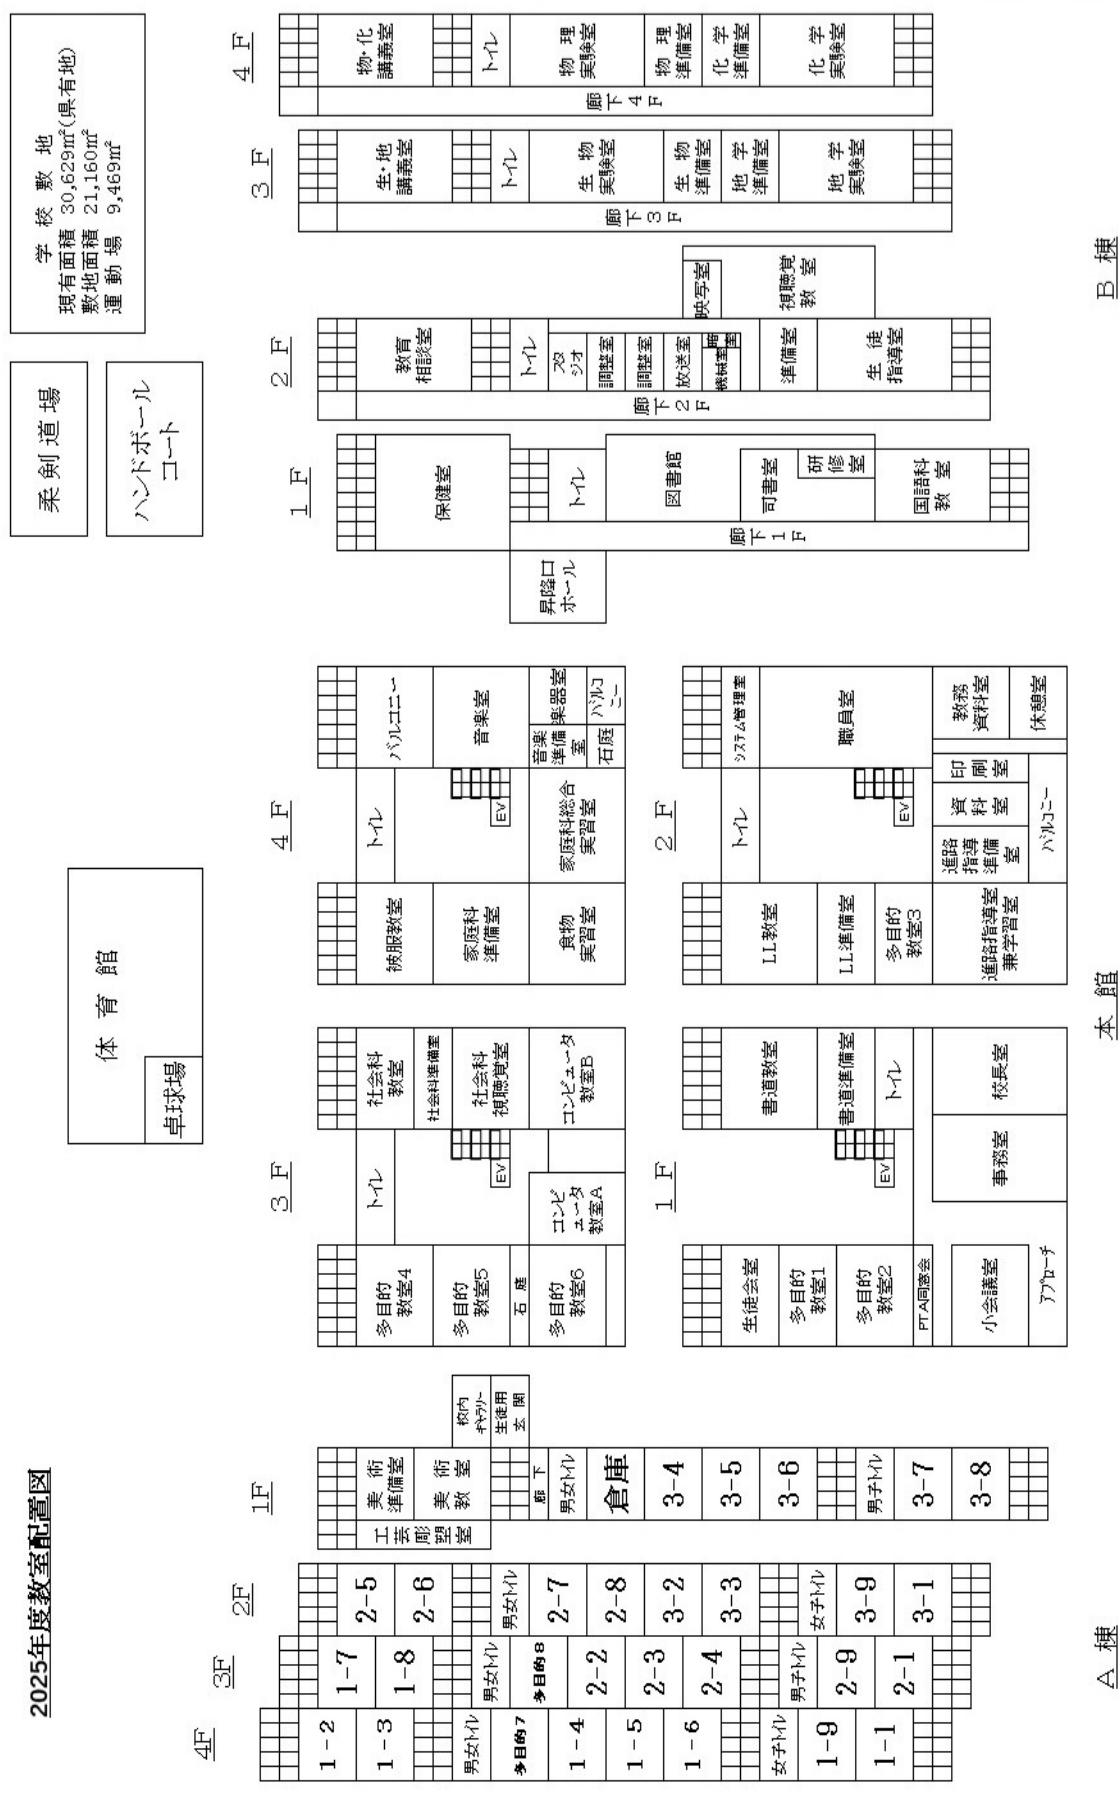 2025年度教室配置図
4F
1-2
1-3
男女トイレ
多目的7
1-4
1-5
1-6
女子トイレ
1-9
1-1
3F
1-7
1-8
男女トイレ
多目的8
2-2
2-3
2-4
男子トイレ
2-9
2-1
2F
2-5
2-6
男女トイレ
2-7
2-8
3-2
3-3
女子トイレ
3-9
3-1
1F
工芸彫塑室
美術
準備室
美術
教室
校内
ギャラリー
生徒用
玄関
廊下
男女トイレ
倉庫
3-4
3-5
3-6
男子トイレ
3-7
3-8
A 棟
3 F
多目的
教室4
多目的
教室5
石庭
多目的
教室6
トイレ
EV
コンピ
ュータ
教室A
社会科
教室
社会科準備室
社会科
視聴覚室
コンピュータ
教室B
1 F
生徒会室
多目的
教室1
多目的
教室2
PTA同窓会
小会議室
アプローチ
EV
事務室
書道教室
書道準備室
トイレ
校長室
4 F
被服教室
家庭科
準備室
食物
実習室
トイレ
EV
家庭科総合
実習室
バルコニー
音楽室
音楽
準備
室
楽器室
石庭
バルコ
ニー
2 F
LL教室
LL準備室
多目的
教室3
進路指導室
兼学習室
トイレ
EV
進路
指導
準備
室
資料
室
印刷
室
バルコニー
システム管理室
職員室
教務
資料室
休憩室
本 館
体 育 館
卓球場
1 F
昇降口
ホール
廊下1F
保健室
トイレ
図書館
司書室
研修
室
国語科
教室
2 F
廊下2F
教育
相談室
トイレ
スタ
ジオ
調整室
調整室
放送室
機械室
暗室
映写室
準備室
視聴覚
教室
生徒
指導室
3 F
廊下3F
生・地
講義室
トイレ
生物
実験室
生物
準備室
地学
準備室
地学
実験室
4 F
廊下4F
物・化
講義室
トイレ
物理
実験室
物理
準備室
化学
準備室
化学
実験室
B 棟
柔剣道場
ハンドボール
コート
学 校 敷 地
現有面積 30,629㎡(県有地)
敷地面積 21,160㎡
運 動 場 9,469㎡